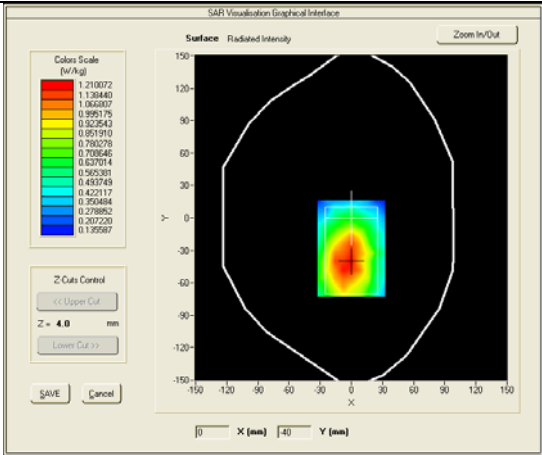 SAR Visualisation Graphical Interface
Surface Radiated Intensity
Zoom In/Out
Colors Scale
(W/kg)
1.210072
1.138440
1.066807
0.995175
0.923543
0.851910
0.780278
0.708646
0.637014
0.565381
0.493749
0.422117
0.350484
0.278852
0.207220
0.135587
Z-Cuts Control
<< Upper Cut
Z = 4.0 mm
Lower Cut >>
SAVE Cancel
150-
120-
90-
60-
30-
0-
-30-
-60-
-90-
-120-
-150-
Y
-150 -120 -90 -60 -30 0 30 60 90 120 150
X
0 X (mm) -40 Y (mm)